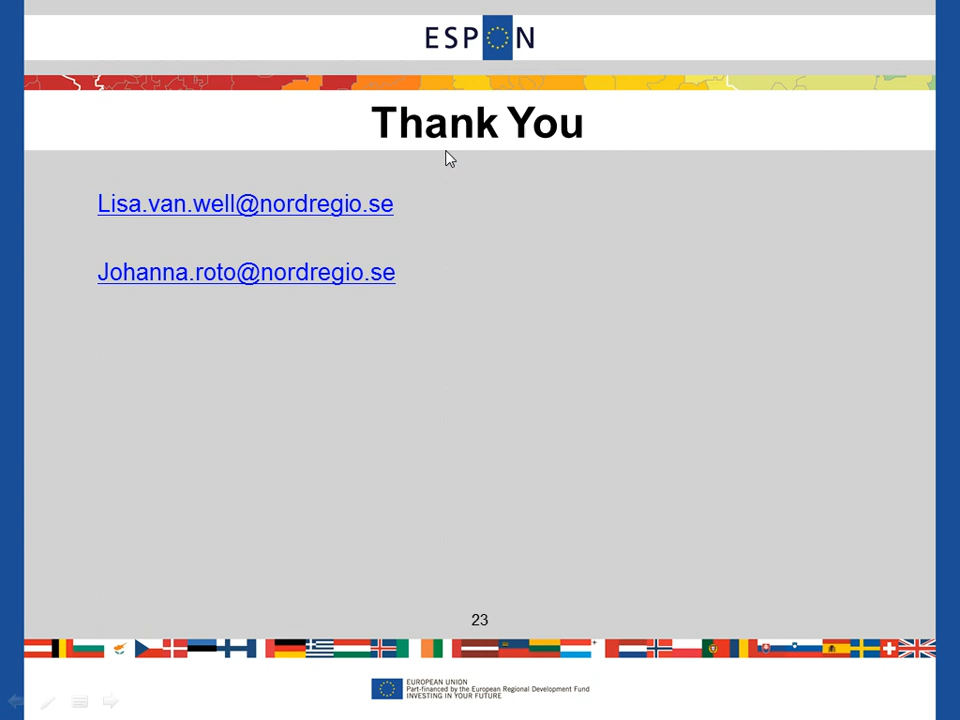 ESPON
Thank You
Lisa.van.well@nordregio.se
Johanna.roto@nordregio.se
23
EUROPEAN UNION
Part-financed by the European Regional Development Fund
INVESTING IN YOUR FUTURE